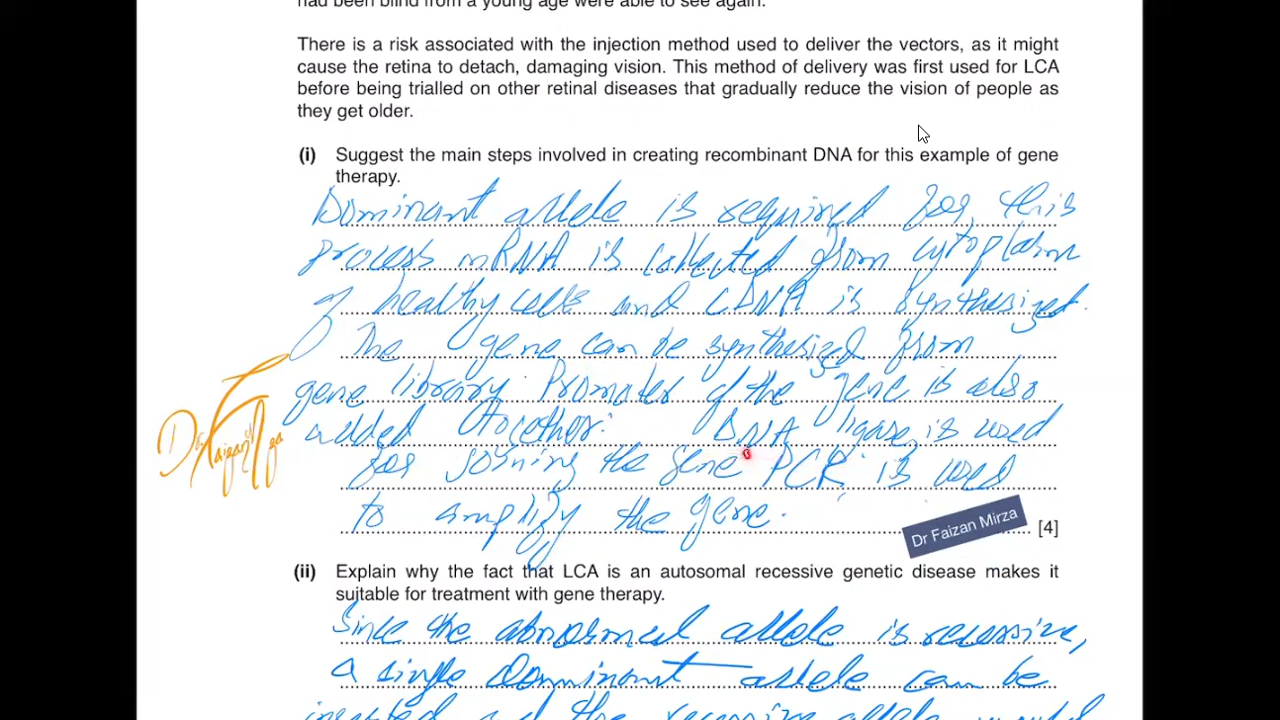 had been blind from a young age were able to see again.
There is a risk associated with the injection method used to deliver the vectors, as it might
cause the retina to detach, damaging vision. This method of delivery was first used for LCA
before being trialled on other retinal diseases that gradually reduce the vision of people as
they get older.
(i) Suggest the main steps involved in creating recombinant DNA for this example of gene
therapy.
Dominant allele is required for this
process mRNA is collected from cytoplasm
of healthy cells and cDNA is synthesized.
The gene can be synthesized from
gene library. Promoter of the gene is also
added together. DNA ligase is used
for joining the gene PCR is used
to amplify the gene.
Dr Faizan Mirza
[4]
(ii) Explain why the fact that LCA is an autosomal recessive genetic disease makes it
suitable for treatment with gene therapy.
Since the abnormal allele is recessive,
a single Dominant allele can be
inserted and the recessive allele would